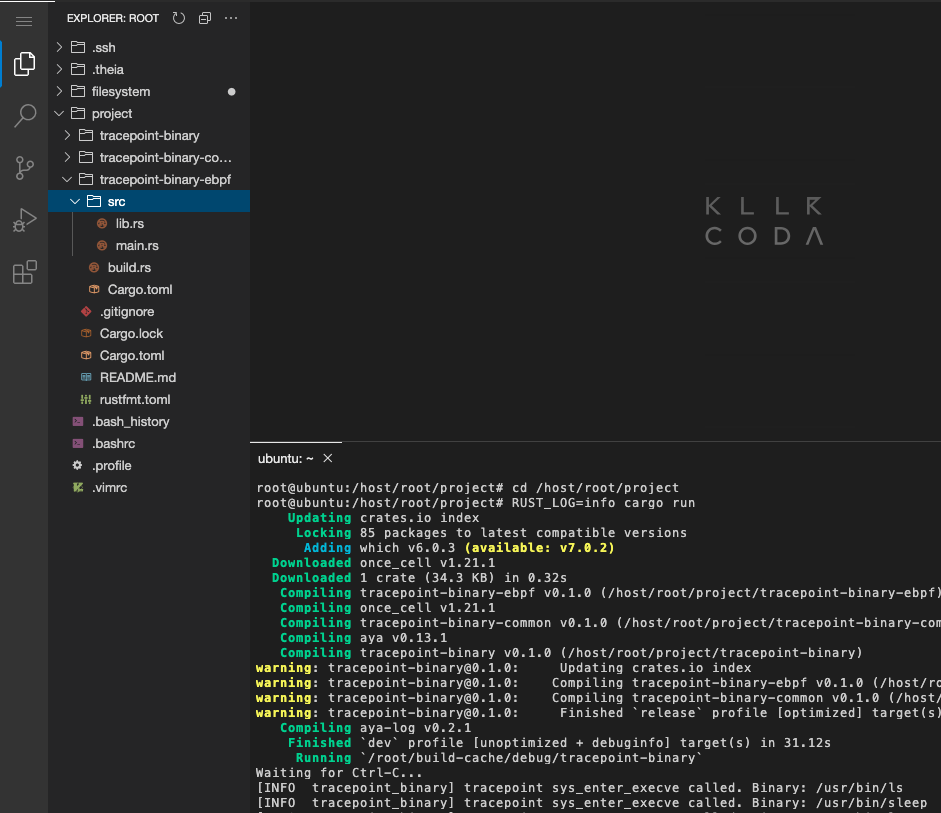 EXPLORER: ROOT
.ssh
.theia
filesystem
project
tracepoint-binary
tracepoint-binary-co...
tracepoint-binary-ebpf
src
lib.rs
main.rs
build.rs
Cargo.toml
.gitignore
Cargo.lock
Cargo.toml
README.md
rustfmt.toml
.bash_history
.bashrc
.profile
.vimrc
KLLR
CODA
ubuntu: ~
root@ubuntu:/host/root/project# cd /host/root/project
root@ubuntu:/host/root/project# RUST_LOG=info cargo run
Updating crates.io index
Locking 85 packages to latest compatible versions
Adding which v6.0.3 (available: v7.0.2)
Downloaded once_cell v1.21.1
Downloaded 1 crate (34.3 KB) in 0.32s
Compiling tracepoint-binary-ebpf v0.1.0 (/host/root/project/tracepoint-binary-ebpf)
Compiling once_cell v1.21.1
Compiling tracepoint-binary-common v0.1.0 (/host/root/project/tracepoint-binary-com
Compiling aya v0.13.1
Compiling tracepoint-binary v0.1.0 (/host/root/project/tracepoint-binary)
warning: tracepoint-binary@0.1.0:     Updating crates.io index
warning: tracepoint-binary@0.1.0:    Compiling tracepoint-binary-ebpf v0.1.0 (/host/ro
warning: tracepoint-binary@0.1.0:    Compiling tracepoint-binary-common v0.1.0 (/host/
warning: tracepoint-binary@0.1.0:     Finished `release` profile [optimized] target(s)
Compiling aya-log v0.2.1
Finished `dev` profile [unoptimized + debuginfo] target(s) in 31.12s
Running `/root/build-cache/debug/tracepoint-binary`
Waiting for Ctrl-C...
[INFO  tracepoint_binary] tracepoint sys_enter_execve called. Binary: /usr/bin/ls
[INFO  tracepoint_binary] tracepoint sys_enter_execve called. Binary: /usr/bin/sleep